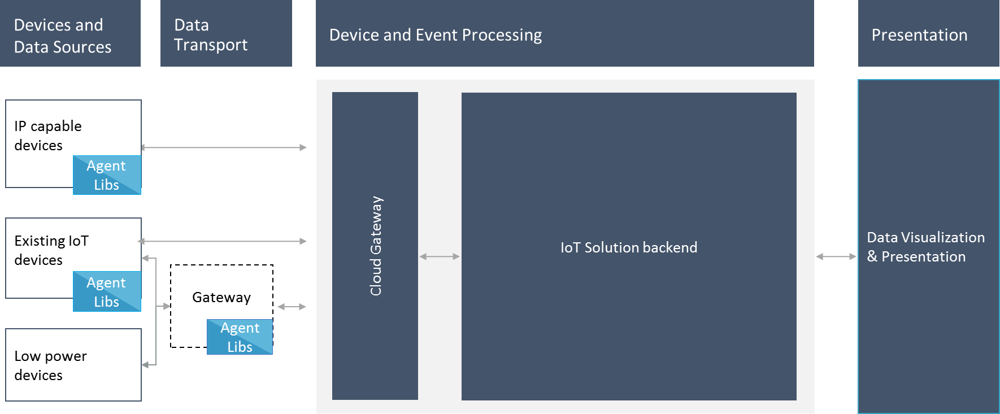 Devices and
Data Sources
Data
Transport
Device and Event Processing
Presentation
IP capable
devices
Agent
Libs
Existing IoT
devices
Agent
Libs
Low power
devices
Gateway
Agent
Libs
Cloud Gateway
IoT Solution backend
Data Visualization
& Presentation